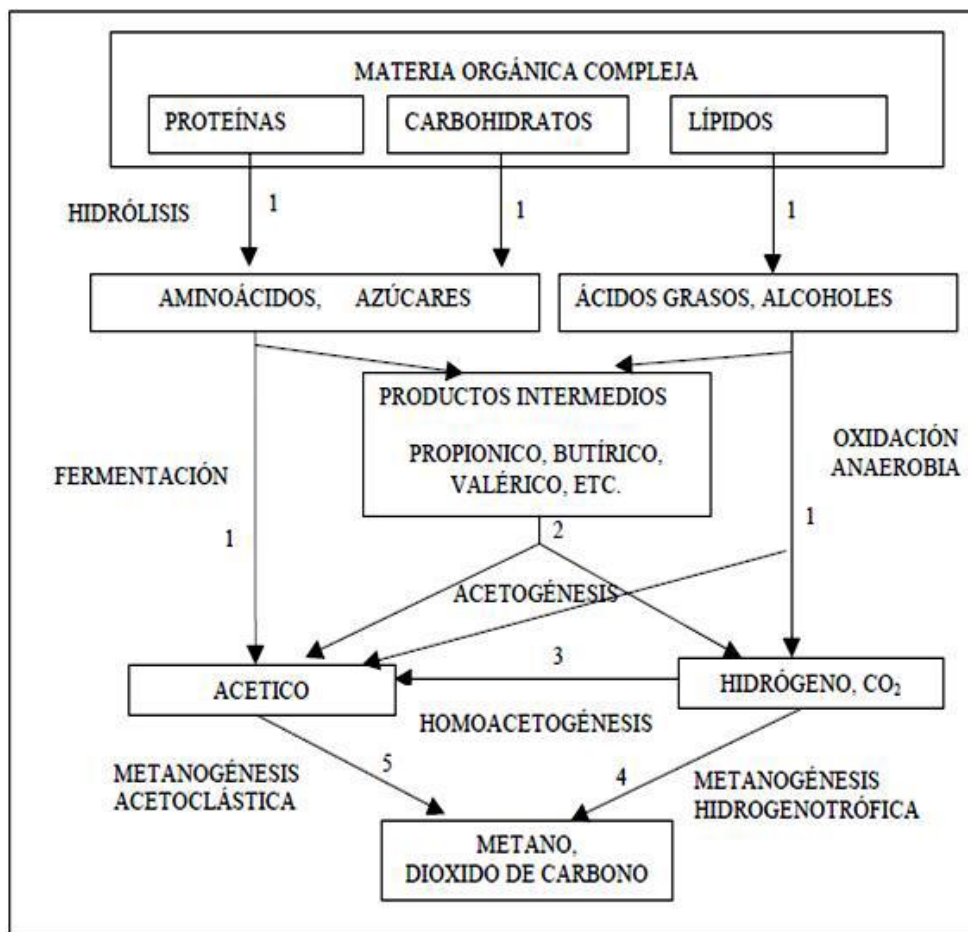 MATERIA ORGÁNICA COMPLEJA
PROTEÍNAS
CARBOHIDRATOS
LÍPIDOS
HIDRÓLISIS
1
1
1
AMINOÁCIDOS, AZÚCARES
ÁCIDOS GRASOS, ALCOHOLES
PRODUCTOS INTERMEDIOS
PROPIONICO, BUTÍRICO,
VALÉRICO, ETC.
FERMENTACIÓN
OXIDACIÓN
ANAEROBIA
1
2
1
ACETOGÉNESIS
ACETICO
3
HIDRÓGENO, CO₂
HOMOACETOGÉNESIS
METANOGÉNESIS
ACETOCLÁSTICA
5
4
METANOGÉNESIS
HIDROGENOTRÓFICA
METANO,
DIOXIDO DE CARBONO